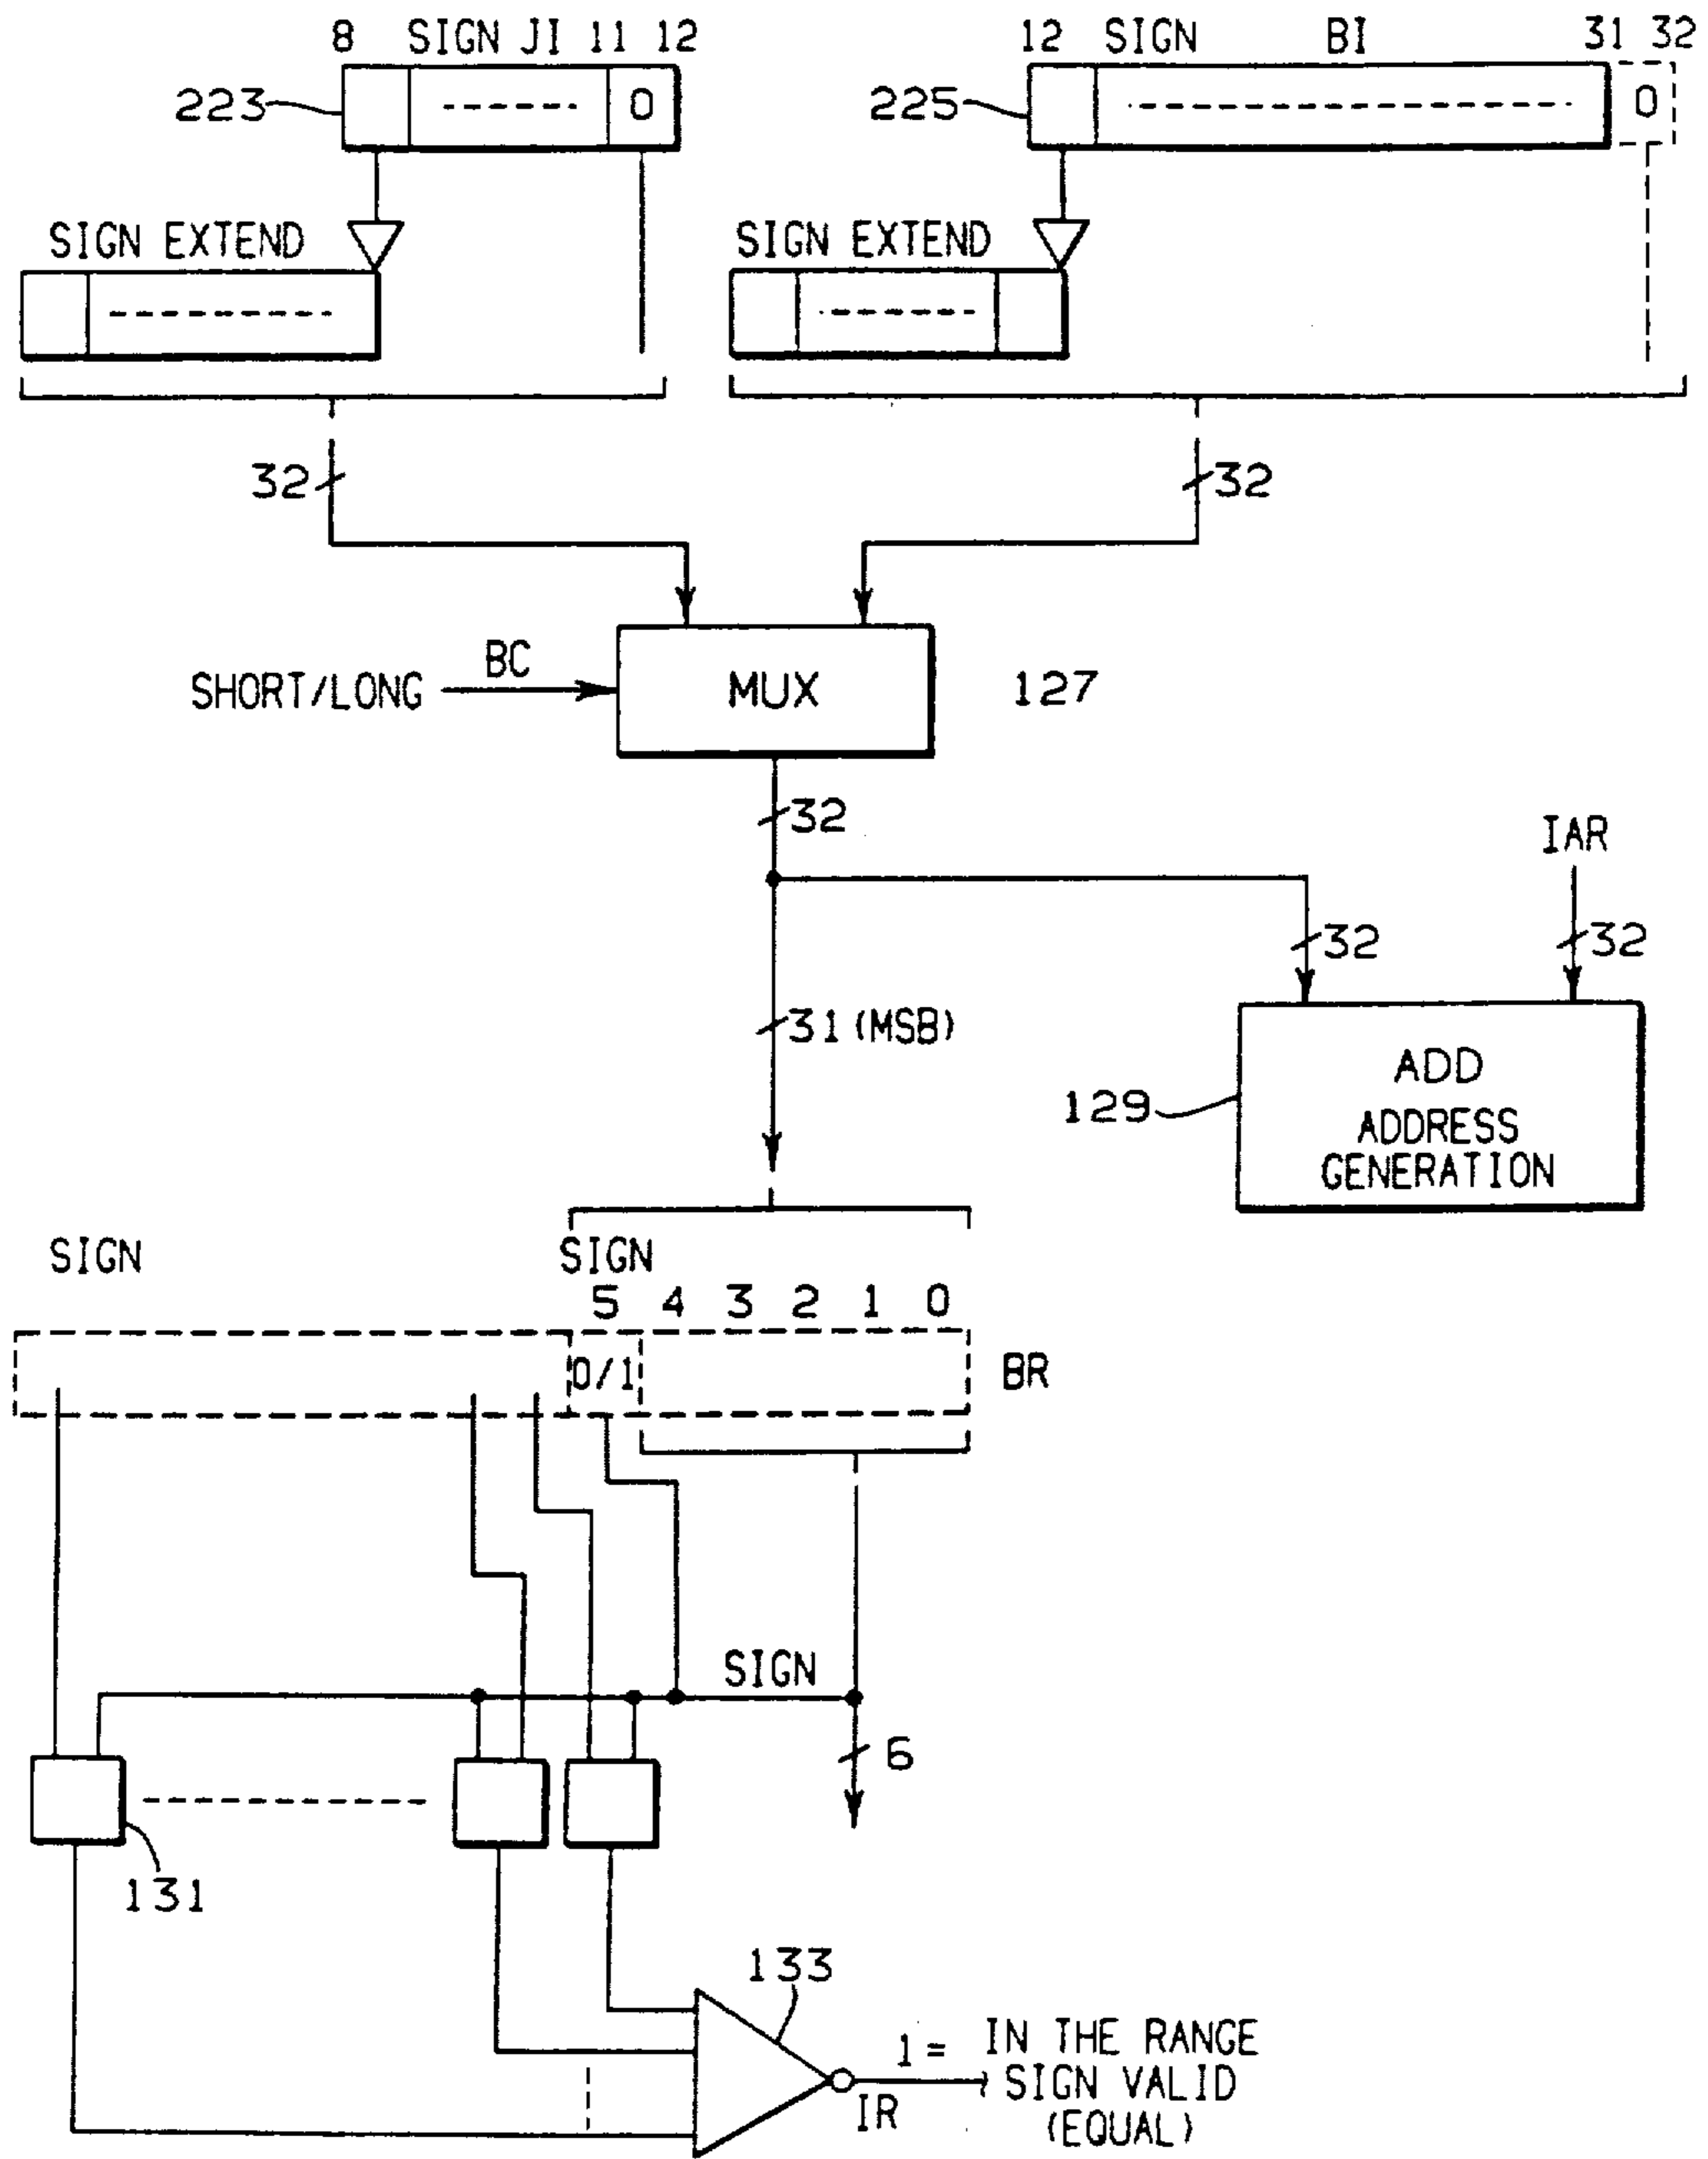 8 SIGN JI 11 12
12 SIGN BI 31 32
223
0
225
0
SIGN EXTEND
SIGN EXTEND
32
32
BC
SHORT/LONG
MUX
127
32
IAR
32
32
31 (MSB)
129
ADD
ADDRESS
GENERATION
SIGN
SIGN
5 4 3 2 1 0
0/1
BR
SIGN
6
131
133
1 =
IN THE RANGE
SIGN VALID
(EQUAL)
IR